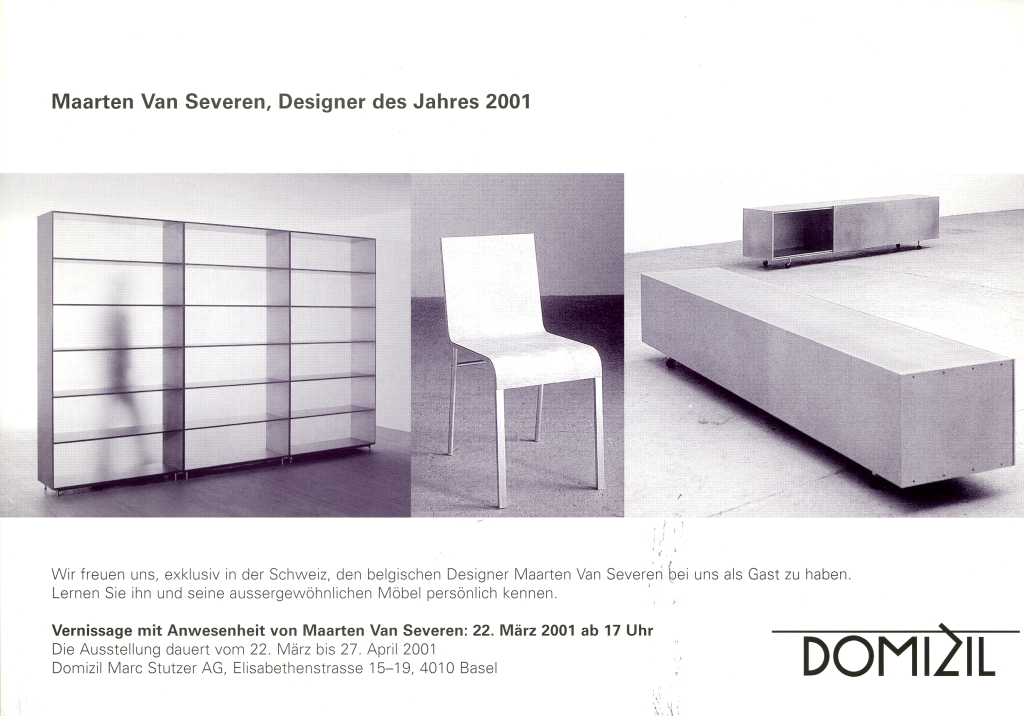 Maarten Van Severen, Designer des Jahres 2001
Wir freuen uns, exklusiv in der Schweiz, den belgischen Designer Maarten Van Severen bei uns als Gast zu haben.
Lernen Sie ihn und seine aussergewöhnlichen Möbel persönlich kennen.
Vernissage mit Anwesenheit von Maarten Van Severen: 22. März 2001 ab 17 Uhr
Die Ausstellung dauert vom 22. März bis 27. April 2001
Domizil Marc Stutzer AG, Elisabethenstrasse 15–19, 4010 Basel
DOMIZIL